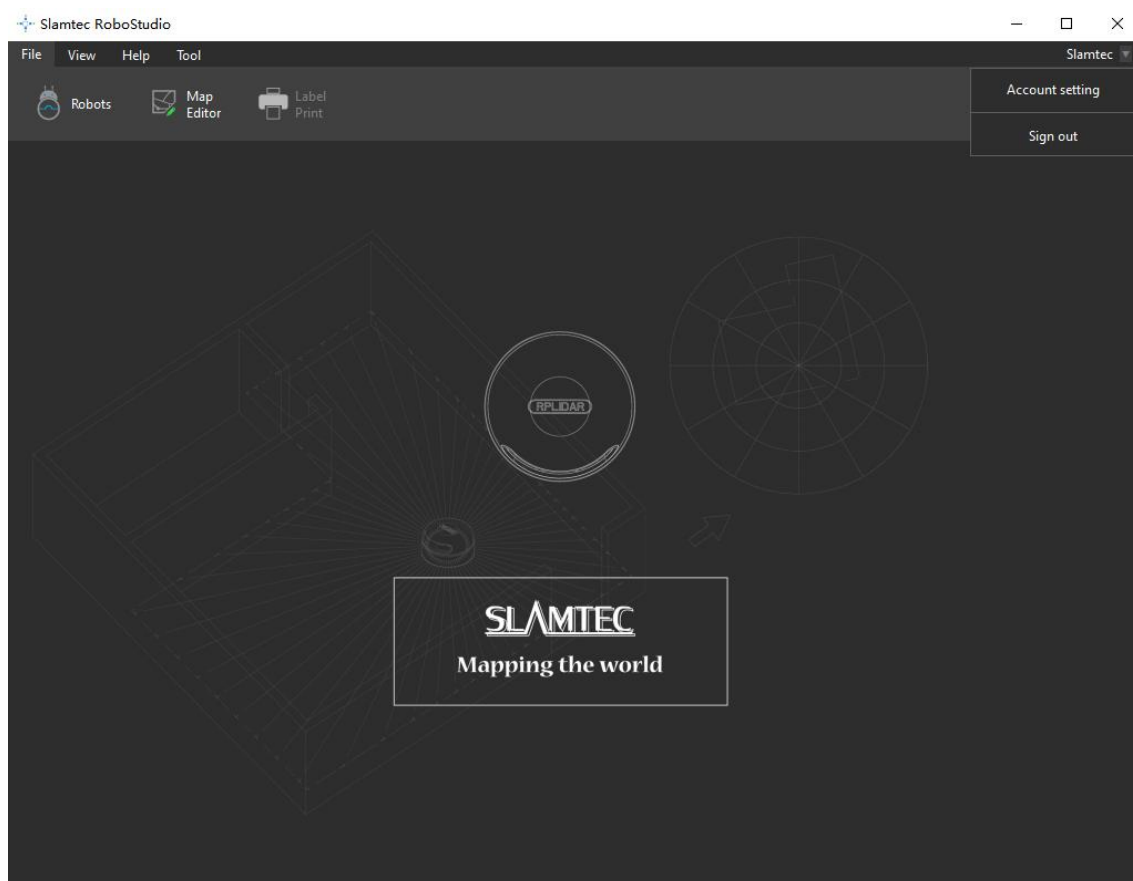 Slamtec RoboStudio
File View Help Tool Slamtec
Robots
Map
Editor
Label
Print
Account setting
Sign out
RPLIDAR
SLAMTEC
Mapping the world